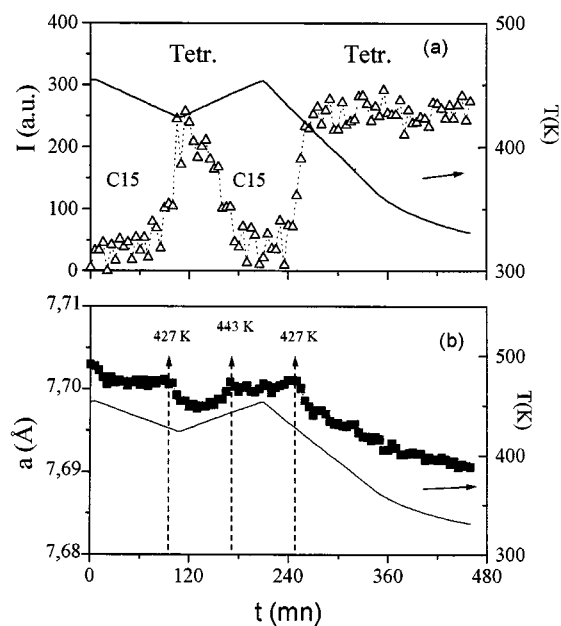 Tetr.
Tetr.
(a)
C15
C15
I (a.u.)
400
300
200
100
0
T(K)
500
400
300
(b)
427 K
443 K
427 K
a (Å)
7,71
7,70
7,69
7,68
T(K)
500
400
300
0
120
240
360
480
t (mn)